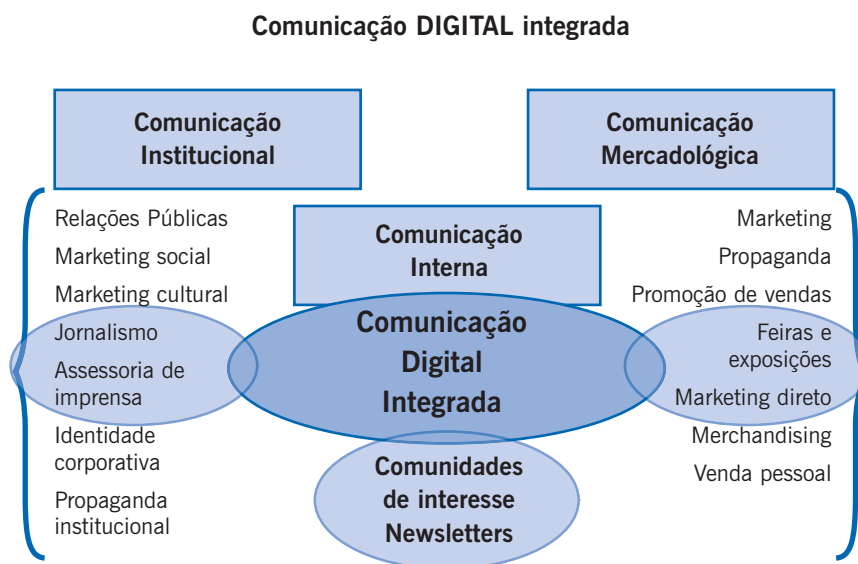 Comunicação DIGITAL integrada
Comunicação
Institucional
Comunicação
Mercadológica
Relações Públicas
Marketing social
Marketing cultural
Jornalismo
Assessoria de
imprensa
Identidade
corporativa
Propaganda
institucional
Comunicação
Interna
Comunicação
Digital
Integrada
Comunidades
de interesse
Newsletters
Marketing
Propaganda
Promoção de vendas
Feiras e
exposições
Marketing direto
Merchandising
Venda pessoal